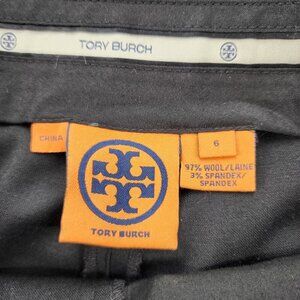 TORY BURCH
CHINA
6
97% WOOL/LAINE
3% SPANDEX/
SPANDEX
TORY BURCH